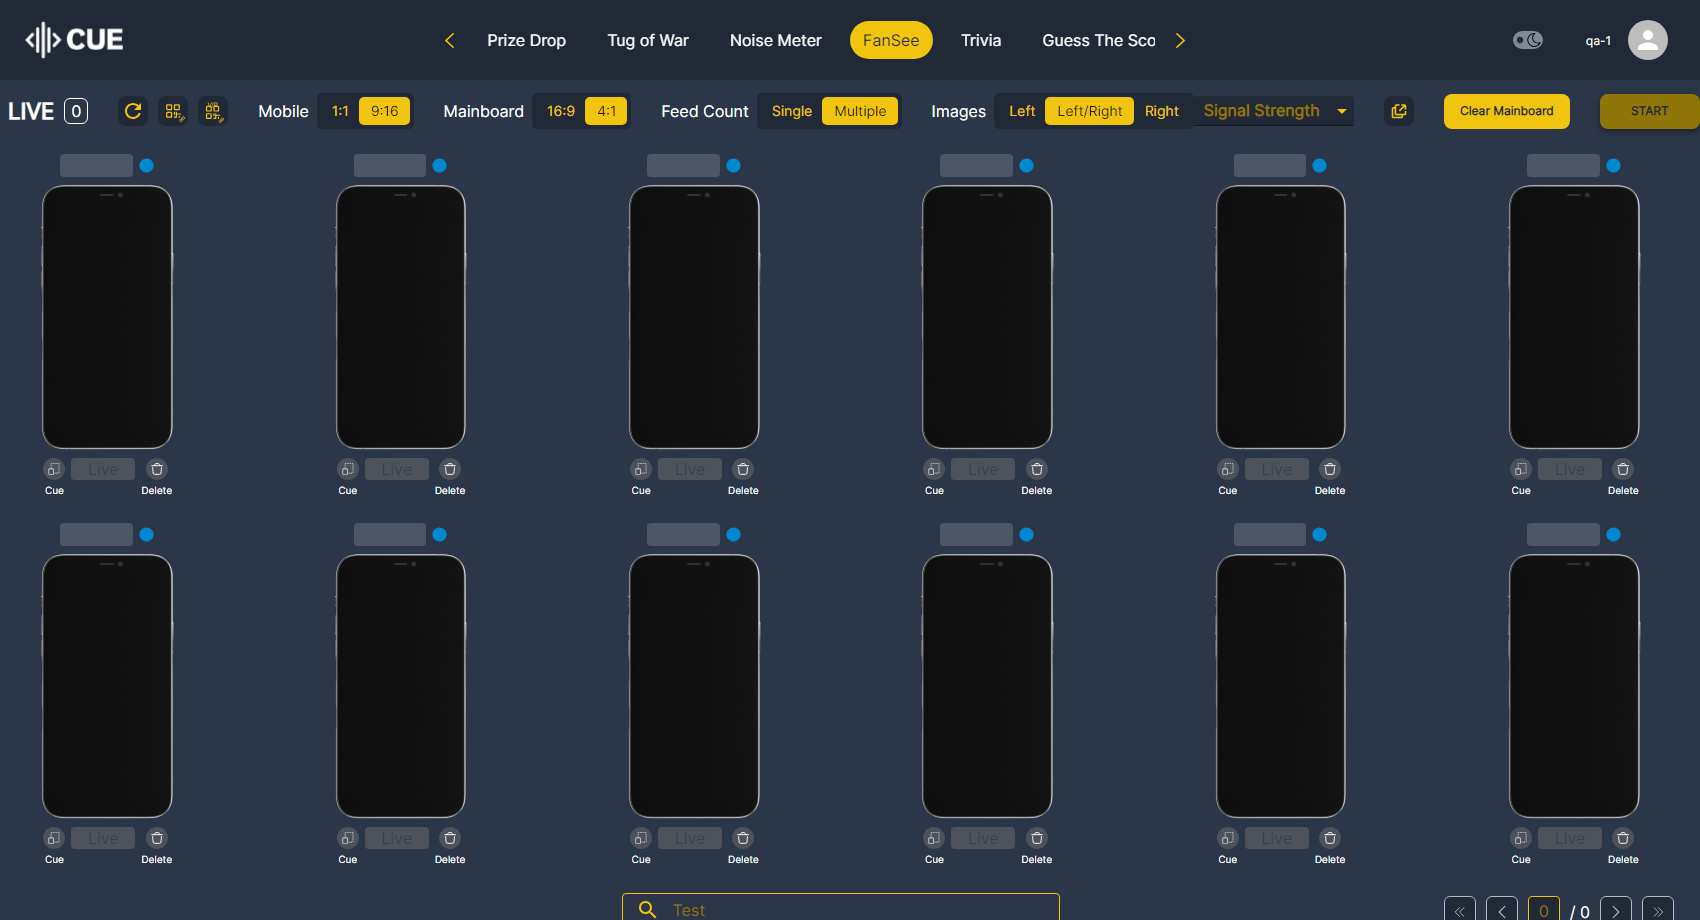 CUE
Prize Drop Tug of War Noise Meter FanSee Trivia Guess The Sco
qa-1
LIVE 0 Mobile 1:1 9:16 Mainboard 16:9 4:1 Feed Count Single Multiple Images Left Left/Right Right Signal Strength Clear Mainboard START
Live Live Live Live Live Live
Cue Delete Cue Delete Cue Delete Cue Delete Cue Delete Cue Delete
Live Live Live Live Live Live
Cue Delete Cue Delete Cue Delete Cue Delete Cue Delete Cue Delete
Test 0 / 0